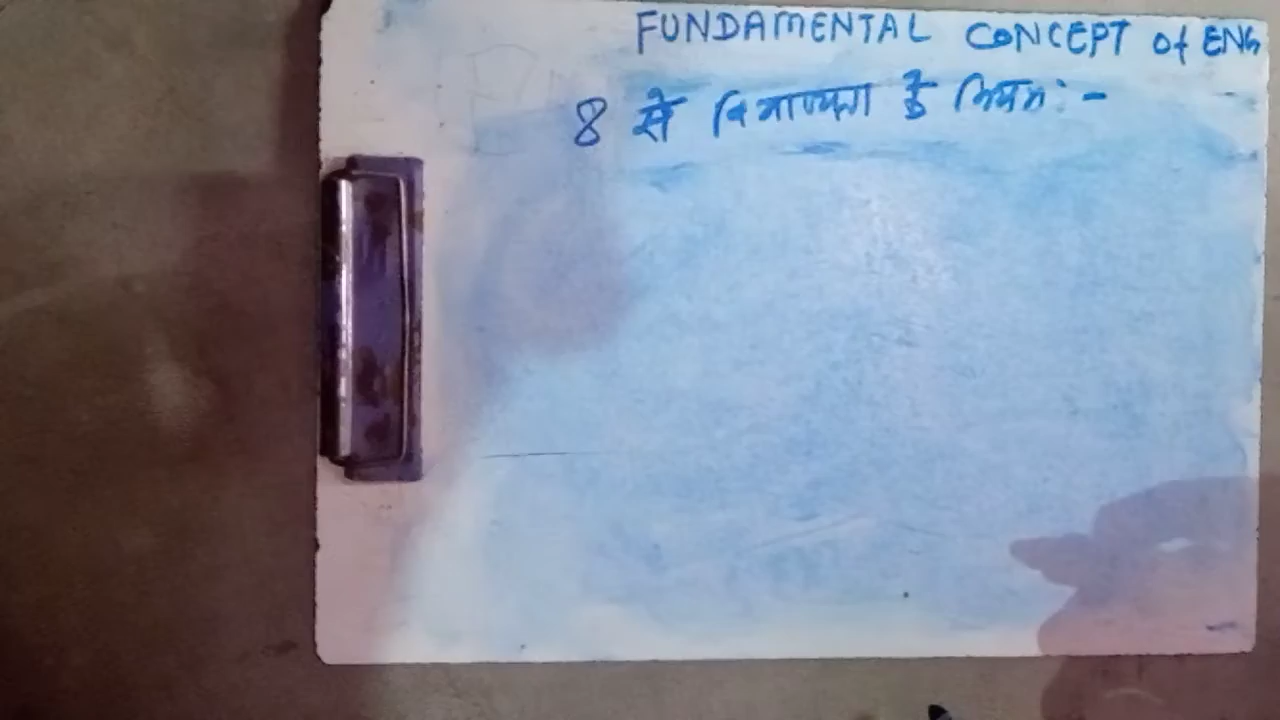 FUNDAMENTAL CONCEPT of ENG
8 से विभाज्यता के नियम :-